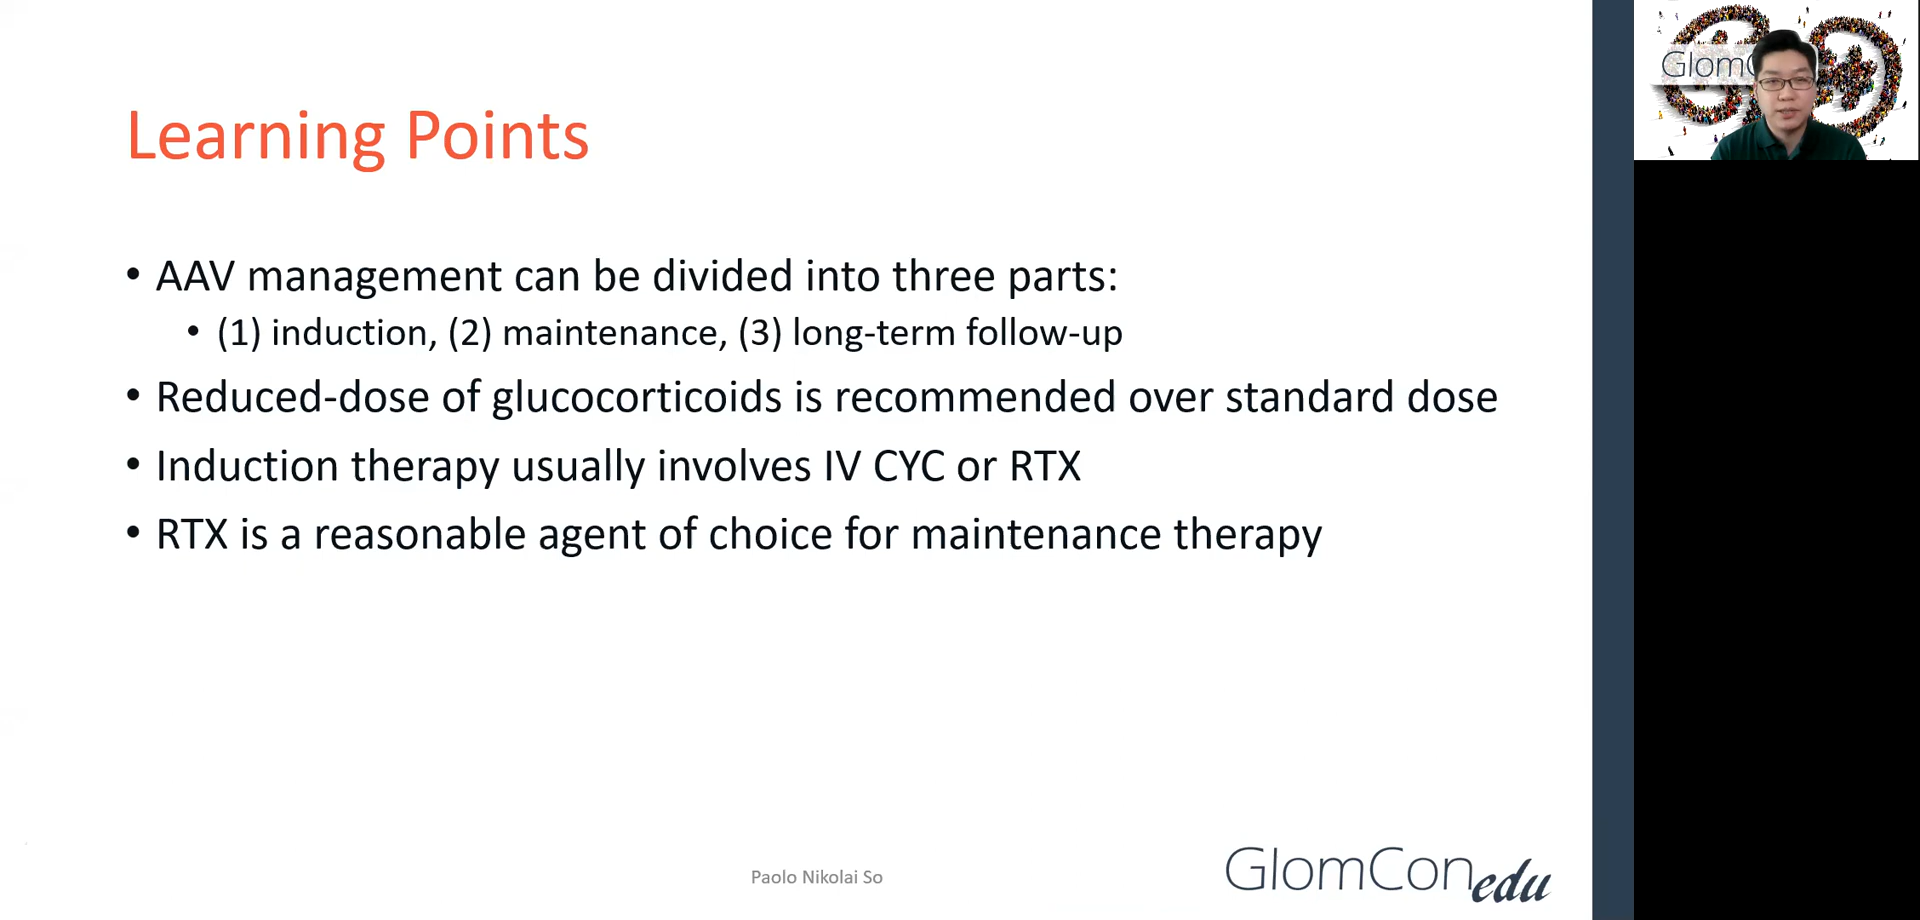 Learning Points
• AAV management can be divided into three parts:
• (1) induction, (2) maintenance, (3) long-term follow-up
• Reduced-dose of glucocorticoids is recommended over standard dose
• Induction therapy usually involves IV CYC or RTX
• RTX is a reasonable agent of choice for maintenance therapy
Paolo Nikolai So
GlomConedu
Glom